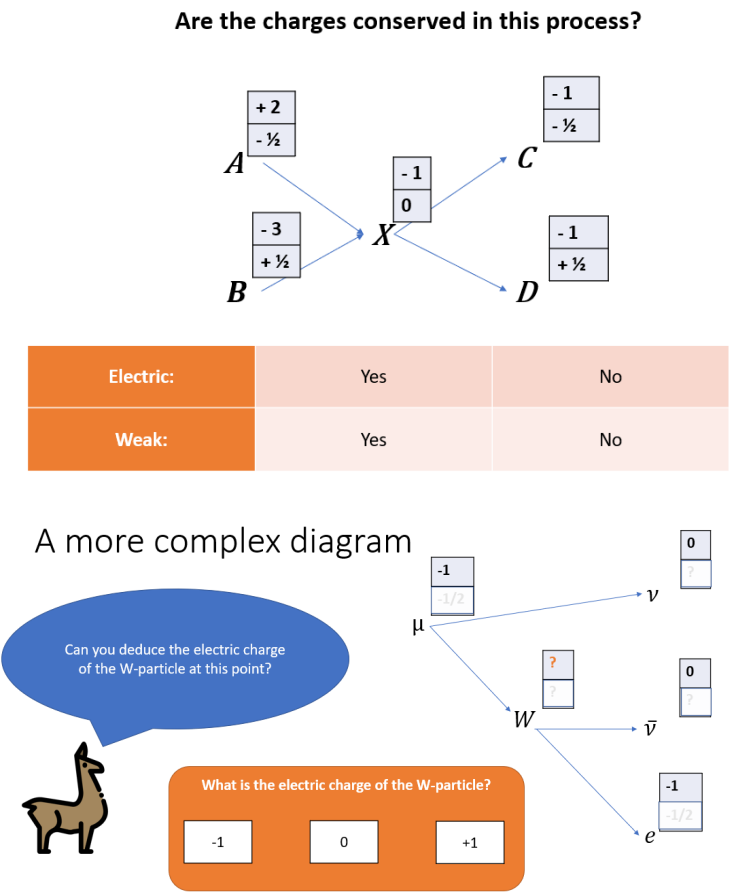 Are the charges conserved in this process?
+ 2
- ½
A
- 3
+ ½
B
- 1
0
X
- 1
- ½
C
- 1
+ ½
D
Electric: Yes No
Weak: Yes No
A more complex diagram
Can you deduce the electric charge
of the W-particle at this point?
-1
-1/2
μ
0
?
ν
?
?
W
0
?
ν̄
-1
-1/2
e
What is the electric charge of the W-particle?
-1 0 +1